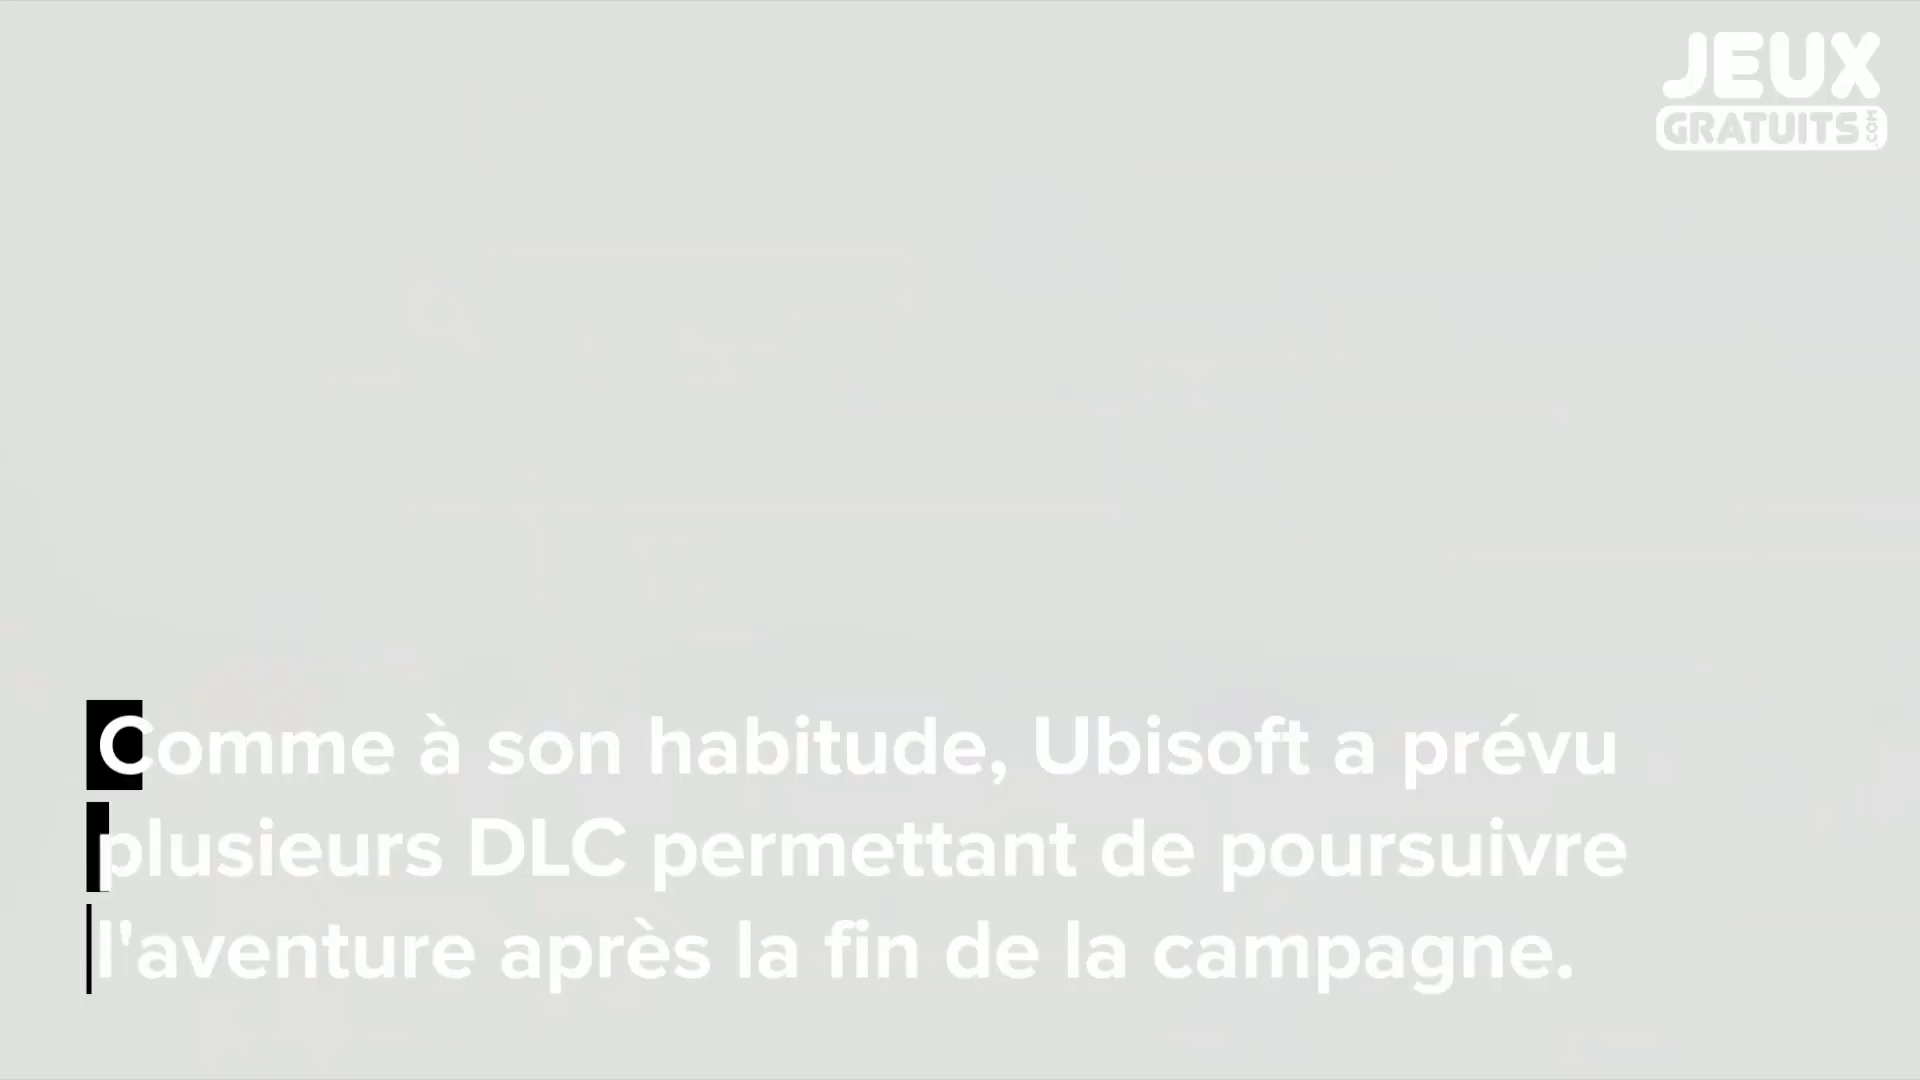 JEUX
GRATUITS.COM
Comme à son habitude, Ubisoft a prévu
plusieurs DLC permettant de poursuivre
l'aventure après la fin de la campagne.